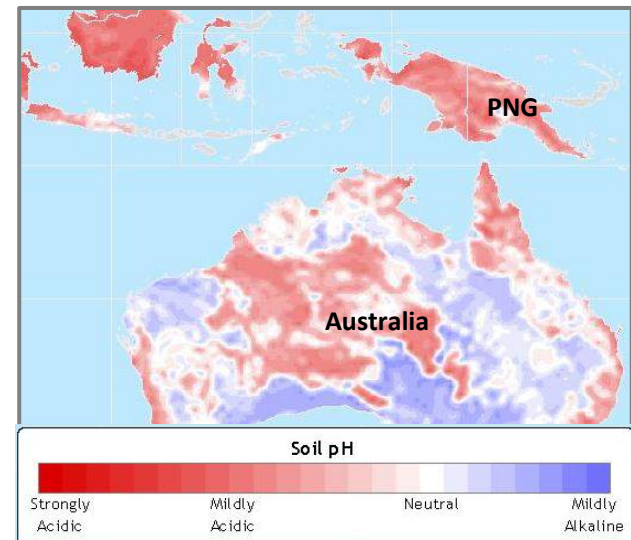 PNG
Australia
Soil pH
Strongly Acidic
Mildly Acidic
Neutral
Mildly Alkaline